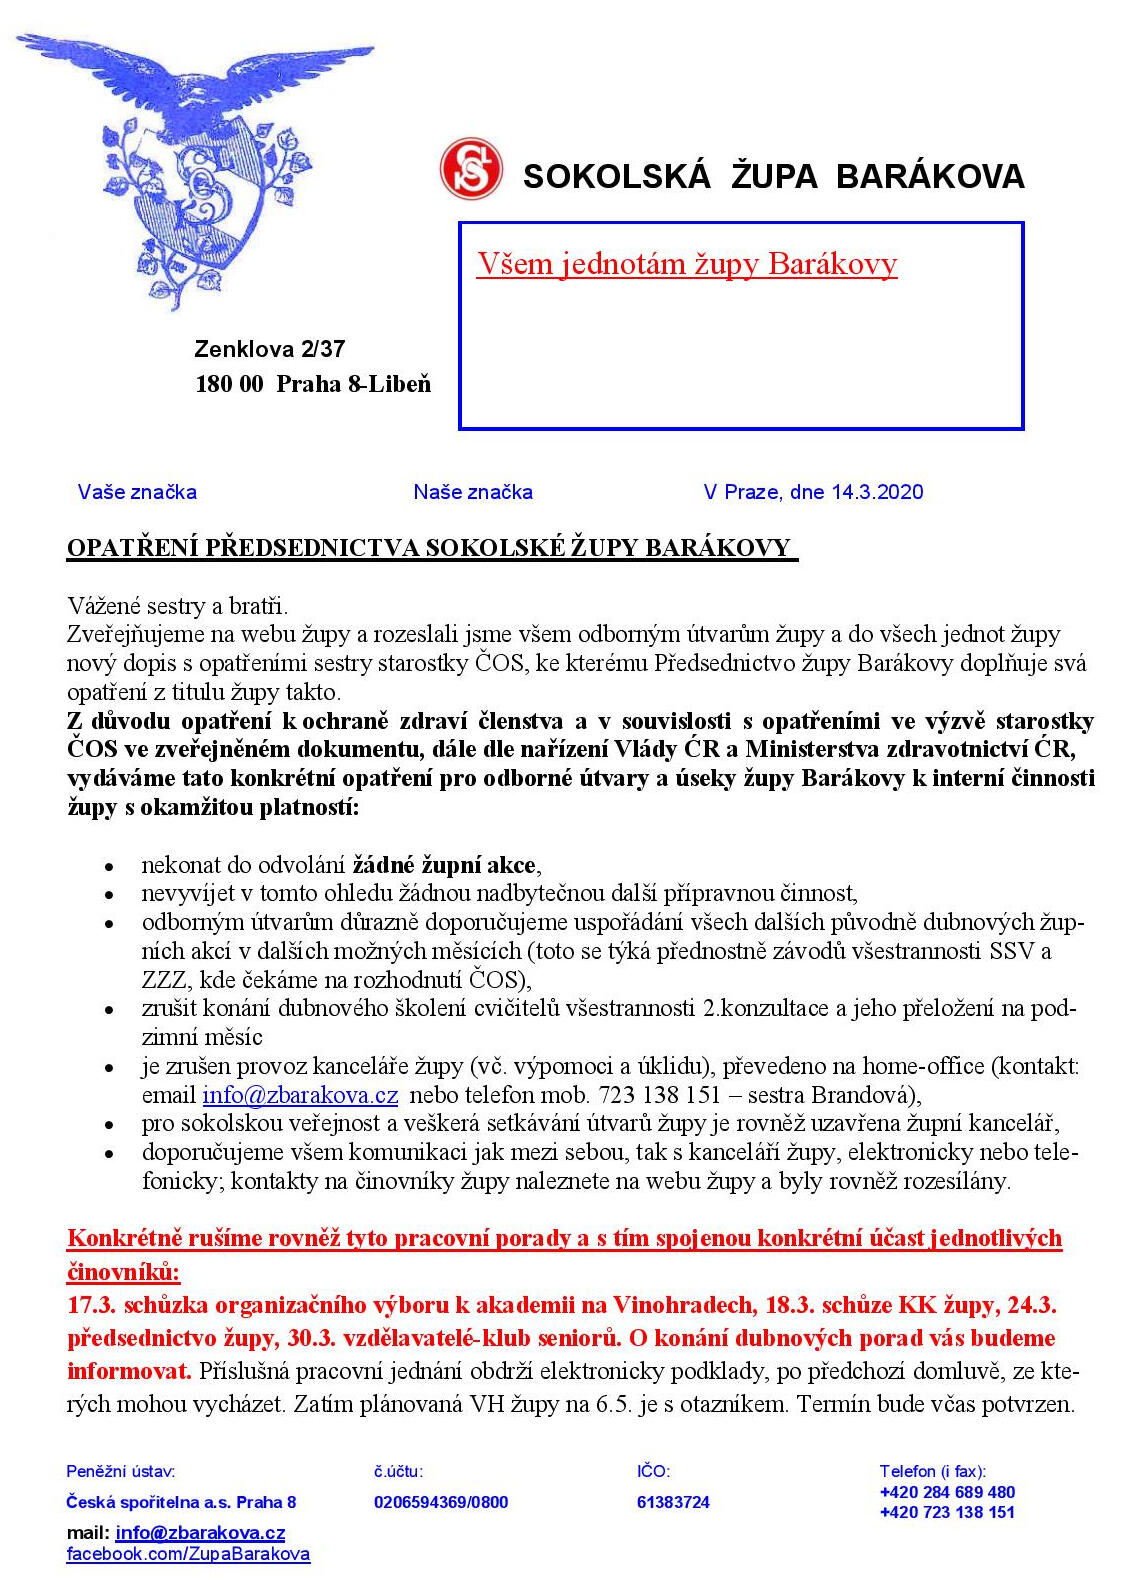 SOKOLSKÁ ŽUPA BARÁKOVA
Všem jednotám župy Barákovy
Zenklova 2/37
180 00 Praha 8-Libeň
Vaše značka Naše značka V Praze, dne 14.3.2020
OPATŘENÍ PŘEDSEDNICTVA SOKOLSKÉ ŽUPY BARÁKOVY
Vážené sestry a bratři.
Zveřejňujeme na webu župy a rozeslali jsme všem odborným útvarům župy a do všech jednot župy
nový dopis s opatřeními sestry starostky ČOS, ke kterému Předsednictvo župy Barákovy doplňuje svá
opatření z titulu župy takto.
Z důvodu opatření k ochraně zdraví členstva a v souvislosti s opatřeními ve výzvě starostky
ČOS ve zveřejněném dokumentu, dále dle nařízení Vlády ČR a Ministerstva zdravotnictví ČR,
vydáváme tato konkrétní opatření pro odborné útvary a úseky župy Barákovy k interní činnosti
župy s okamžitou platností:
• nekonat do odvolání žádné župní akce,
• nevyvíjet v tomto ohledu žádnou nadbytečnou další přípravnou činnost,
• odborným útvarům důrazně doporučujeme uspořádání všech dalších původně dubnových žup-
ních akcí v dalších možných měsících (toto se týká přednostně závodů všestrannosti SSV a
ZZZ, kde čekáme na rozhodnutí ČOS),
• zrušit konání dubnového školení cvičitelů všestrannosti 2.konzultace a jeho přeložení na pod-
zimní měsíc
• je zrušen provoz kanceláře župy (vč. výpomoci a úklidu), převedeno na home-office (kontakt:
email info@zbarakova.cz nebo telefon mob. 723 138 151 – sestra Brandová),
• pro sokolskou veřejnost a veškerá setkávání útvarů župy je rovněž uzavřena župní kancelář,
• doporučujeme všem komunikaci jak mezi sebou, tak s kanceláří župy, elektronicky nebo tele-
fonicky; kontakty na činovníky župy naleznete na webu župy a byly rovněž rozesílány.
Konkrétně rušíme rovněž tyto pracovní porady a s tím spojenou konkrétní účast jednotlivých
činovníků:
17.3. schůzka organizačního výboru k akademii na Vinohradech, 18.3. schůze KK župy, 24.3.
předsednictvo župy, 30.3. vzdělavatelé-klub seniorů. O konání dubnových porad vás budeme
informovat. Příslušná pracovní jednání obdrží elektronicky podklady, po předchozí domluvě, ze kte-
rých mohou vycházet. Zatím plánovaná VH župy na 6.5. je s otazníkem. Termín bude včas potvrzen.
Peněžní ústav: č.účtu: IČO: Telefon (i fax):
Česká spořitelna a.s. Praha 8 0206594369/0800 61383724 +420 284 689 480
+420 723 138 151
mail: info@zbarakova.cz
facebook.com/ZupaBarakova